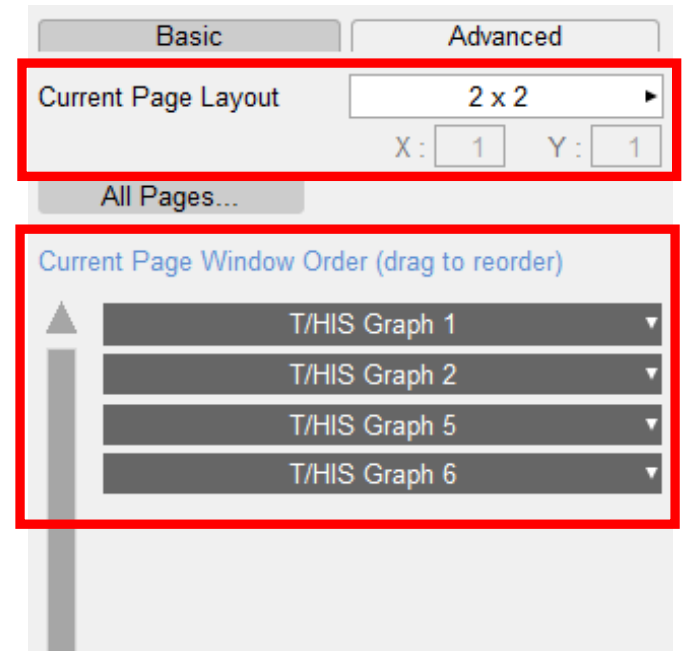 Basic Advanced
Current Page Layout 2 x 2
X : 1 Y : 1
All Pages...
Current Page Window Order (drag to reorder)
T/HIS Graph 1
T/HIS Graph 2
T/HIS Graph 5
T/HIS Graph 6